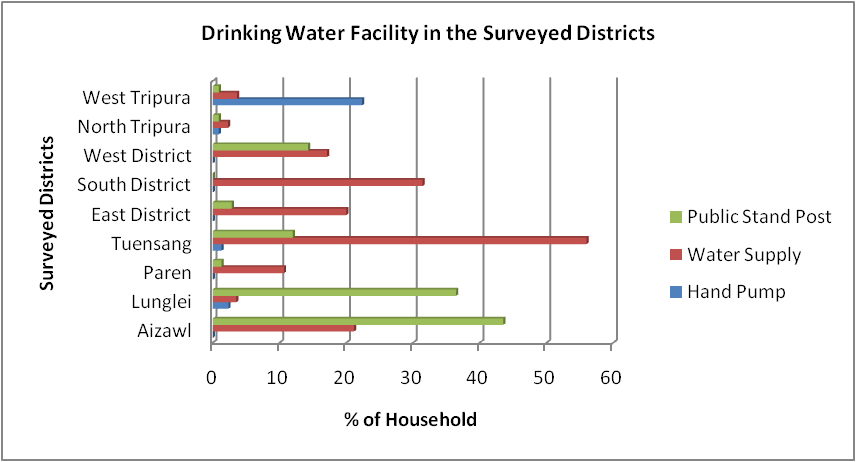 Drinking Water Facility in the Surveyed Districts
Surveyed Districts
West Tripura
North Tripura
West District
South District
East District
Tuensang
Paren
Lunglei
Aizawl
0 10 20 30 40 50 60
% of Household
Public Stand Post
Water Supply
Hand Pump